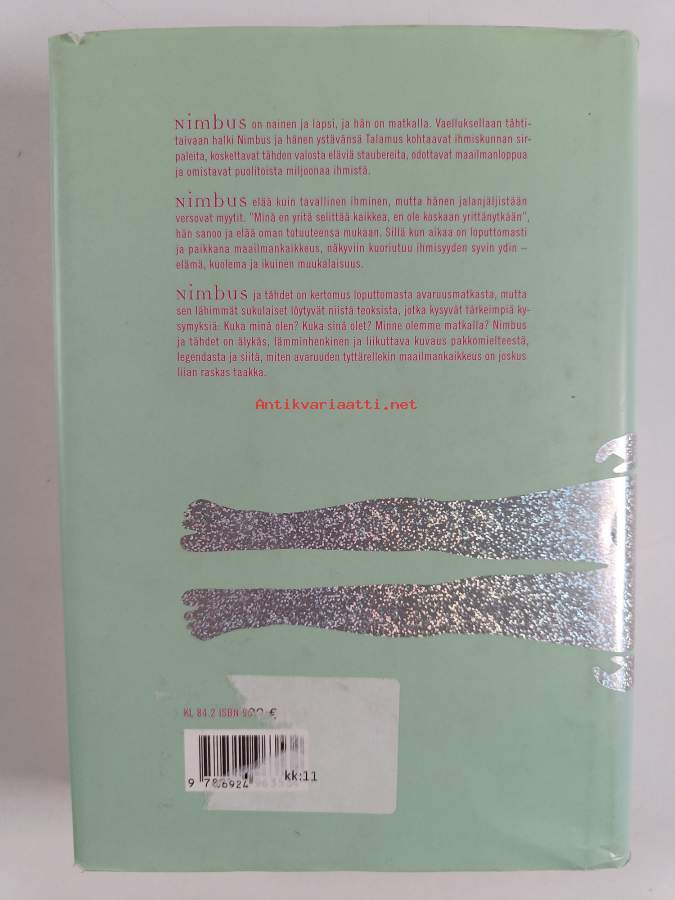 Nimbus on nainen ja lapsi, ja hän on matkalla. Vaelluksellaan tähti-
taivaan halki Nimbus ja hänen ystävänsä Talamus kohtaavat ihmiskunnan sir-
paleita, koskettavat tähden valosta eläviä staubereita, odottavat maailmanloppua
ja omistavat puolitoista miljoonaa ihmistä.
Nimbus elää kuin tavallinen ihminen, mutta hänen jalanjäljistään
versovat myytit. "Minä en yritä selittää kaikkea, en ole koskaan yrittänytkään",
hän sanoo ja elää oman totuuteensa mukaan. Sillä kun aikaa on loputtomasti
ja paikkana maailmankaikkeus, näkyviin kuoriutuu ihmisyyden syvin ydin –
elämä, kuolema ja ikuinen muukalaisuus.
Nimbus ja tähdet on kertomus loputtomasta avaruusmatkasta, mutta
sen lähimmät sukulaiset löytyvät niistä teoksista, jotka kysyvät tärkeimpiä ky-
symyksiä: Kuka minä olen? Kuka sinä olet? Minne olemme matkalla? Nimbus
ja tähdet on älykäs, lämminhenkinen ja liikuttava kuvaus pakkomielteestä,
legendasta ja siitä, miten avaruuden tyttärellekin maailmankaikkeus on joskus
liian raskas taakka.
Antikvariaatti.net
KL 84.2 ISBN
€
kk:11